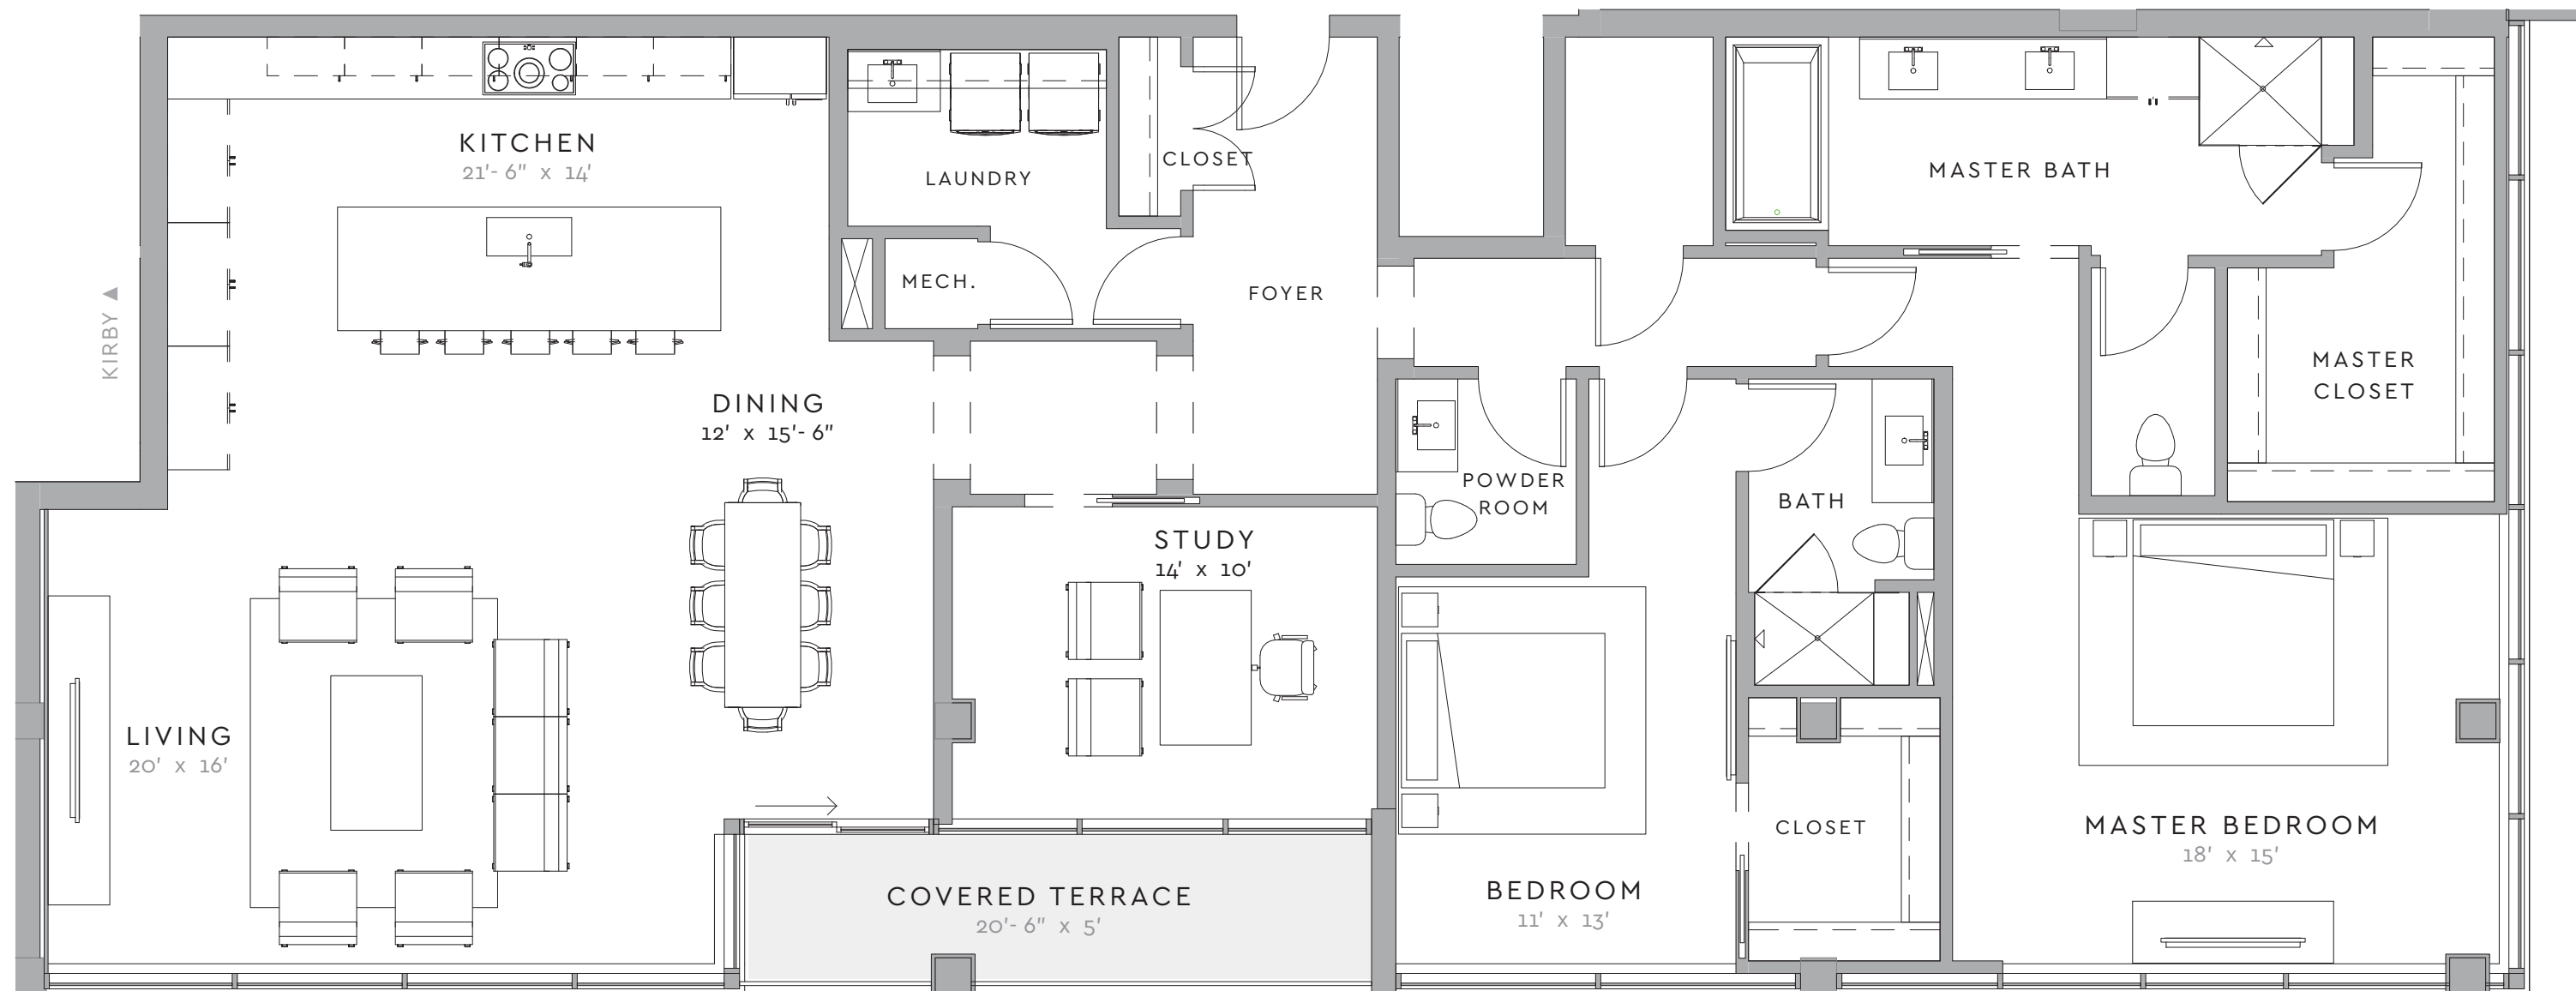 KITCHEN
21'-6" x 14'
LAUNDRY
CLOSET
MECH.
FOYER
KIRBY ▲
DINING
12' x 15'-6"
LIVING
20' x 16'
STUDY
14' x 10'
COVERED TERRACE
20'-6" x 5'
POWDER
ROOM
BATH
BEDROOM
11' x 13'
CLOSET
MASTER BATH
MASTER
CLOSET
MASTER BEDROOM
18' x 15'